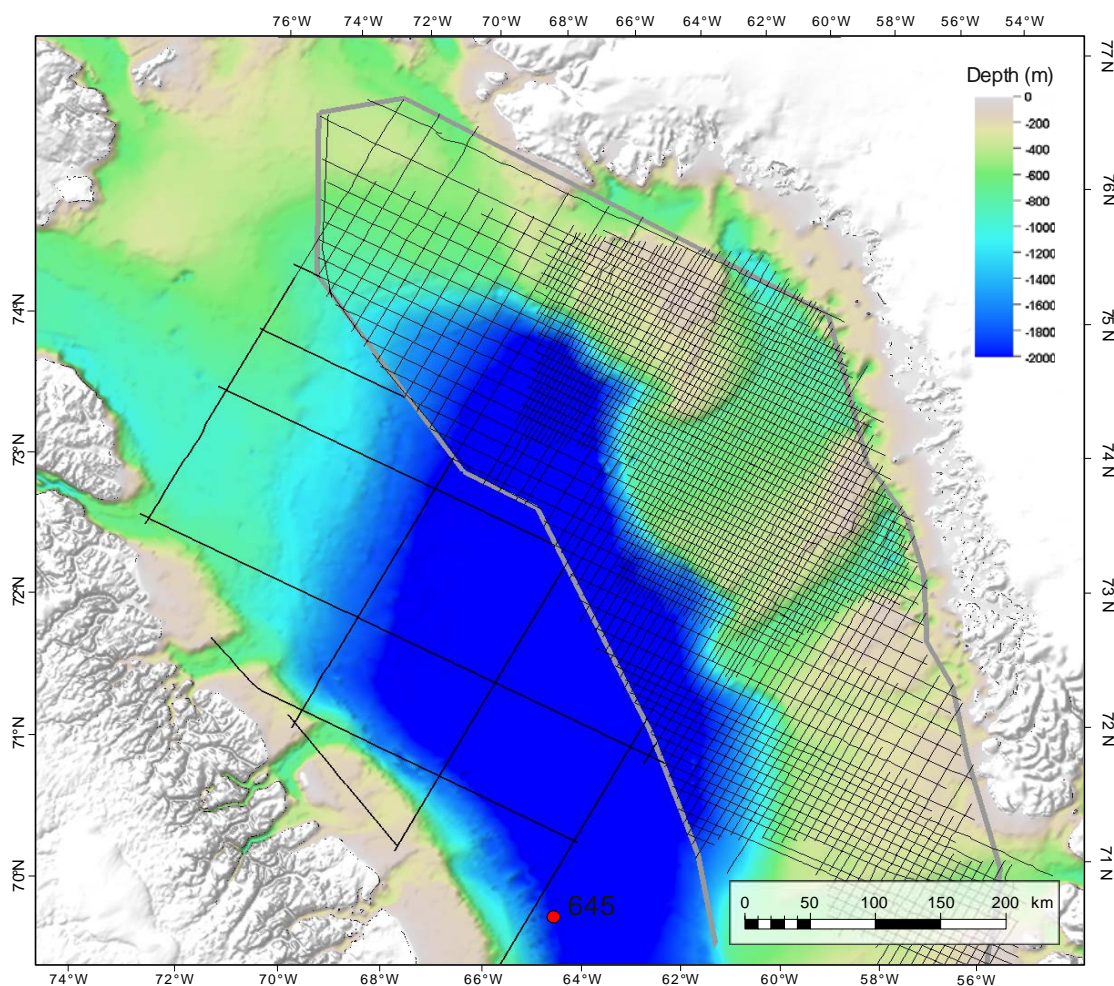 76°W 74°W 72°W 70°W 68°W 66°W 64°W 62°W 60°W 58°W 56°W 54°W
77N
Depth (m)
0
-200
-400
-600
-800
-1000
-1200
-1400
-1600
-1800
-2000
76N
74°N
75 N
73°N
74 N
72°N
73 N
71°N
72 N
70°N
71 N
645
0 50 100 150 200 km
74°W 72°W 70°W 68°W 66°W 64°W 62°W 60°W 58°W 56°W